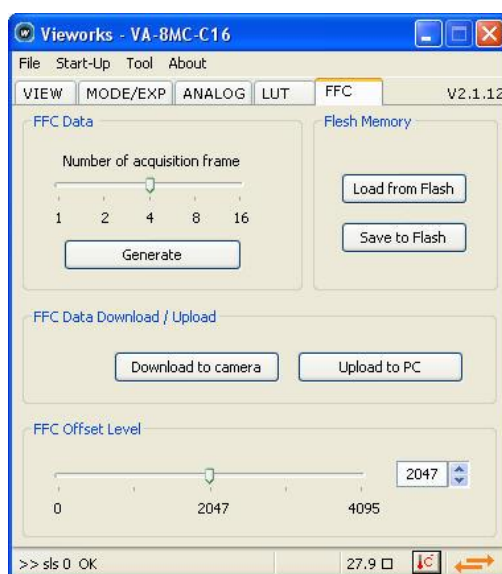 Vieworks - VA-8MC-C16
File Start-Up Tool About
VIEW MODE/EXP ANALOG LUT FFC V2.1.12
FFC Data
Number of acquisition frame
1 2 4 8 16
Generate
Flesh Memory
Load from Flash
Save to Flash
FFC Data Download / Upload
Download to camera Upload to PC
FFC Offset Level
2047
0 2047 4095
>> sls 0 OK 27.9 □ C